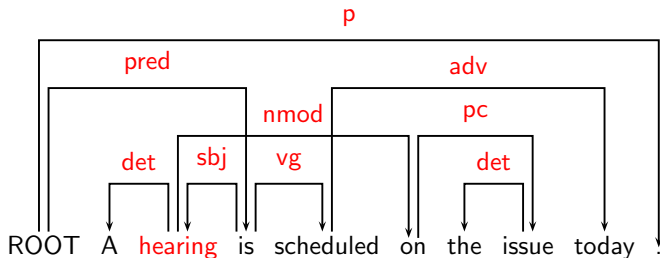 p
pred adv
nmod pc
det sbj vg det
ROOT A hearing is scheduled on the issue today .